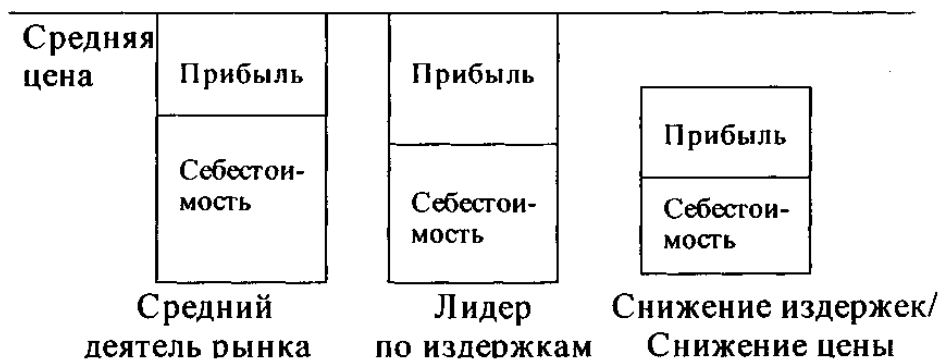 Средняя
цена
Прибыль
Себестои-
мость
Средний
деятель рынка
Прибыль
Себестои-
мость
Лидер
по издержкам
Прибыль
Себестои-
мость
Снижение издержек/
Снижение цены